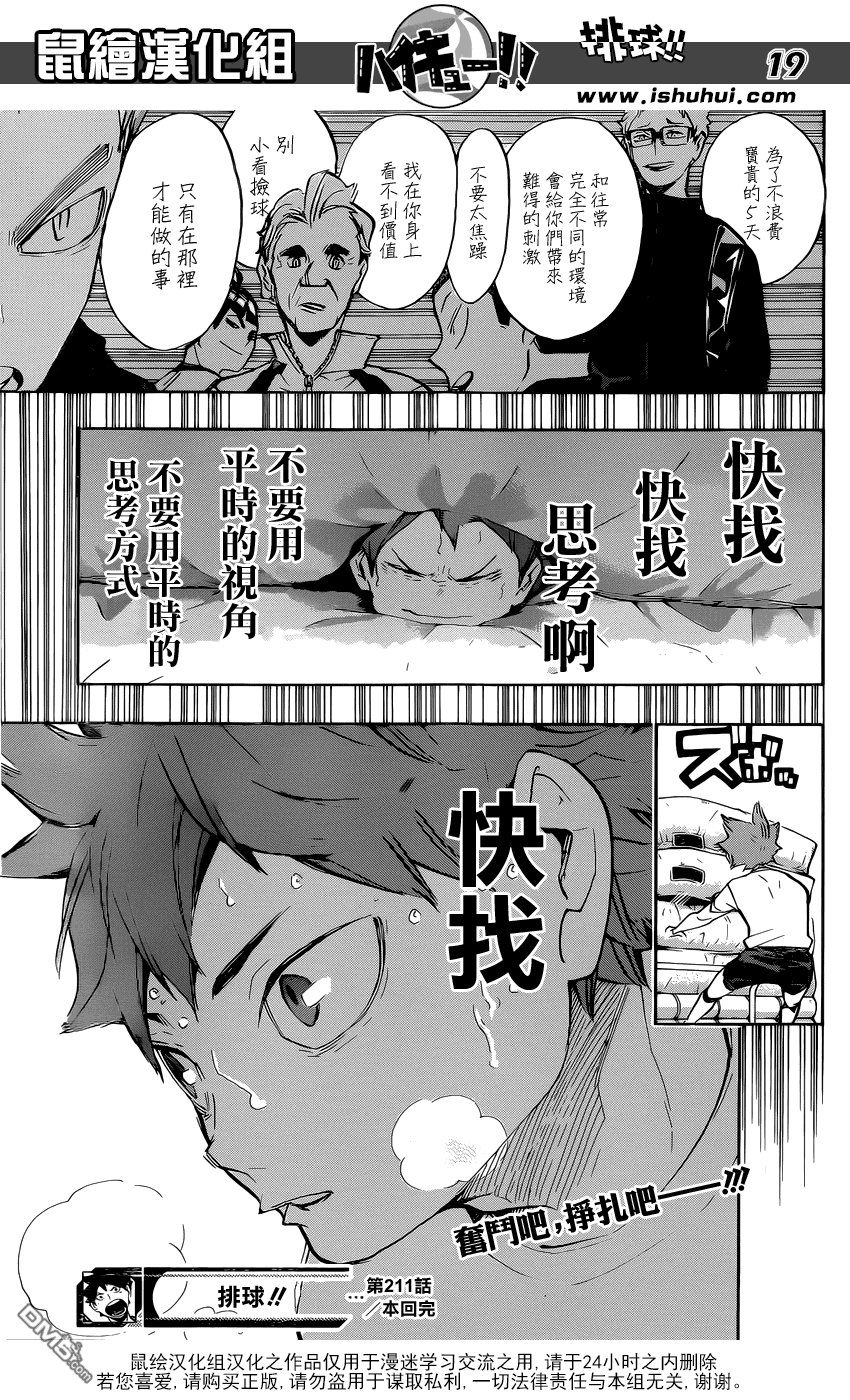 鼠繪漢化組
ハイキュー!!
排球!!
19
www.ishuhui.com
為了不浪費
寶貴的5天
和往常
完全不同的環境
會給你們帶來
難得的刺激
不要太焦躁
我在你身上
看不到價值
別
小看撿球
只有在那裡
才能做的事
快找
快找
思考啊
不要用
平時的視角
不要用平時的
思考方式
ズボッ
快找
奮鬥吧,掙扎吧——!!!
排球!!
…第211話
／本回完
DM5.com
鼠绘汉化组汉化之作品仅用于漫迷学习交流之用,请于24小时之内删除
若您喜爱,请购买正版,请勿盗用于谋取私利,一切法律责任与本组无关,谢谢。